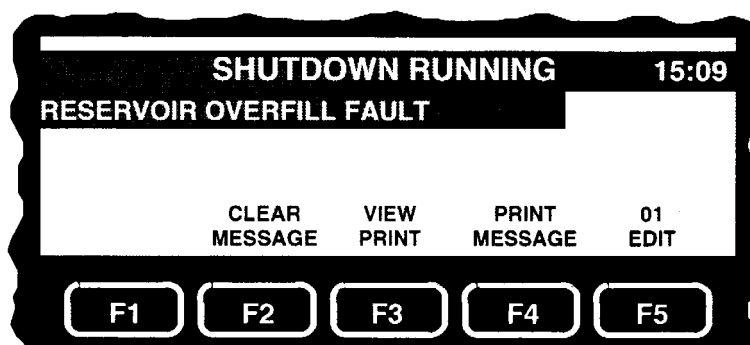 SHUTDOWN RUNNING 15:09
RESERVOIR OVERFILL FAULT
CLEAR VIEW PRINT 01
MESSAGE PRINT MESSAGE EDIT
F1 F2 F3 F4 F5